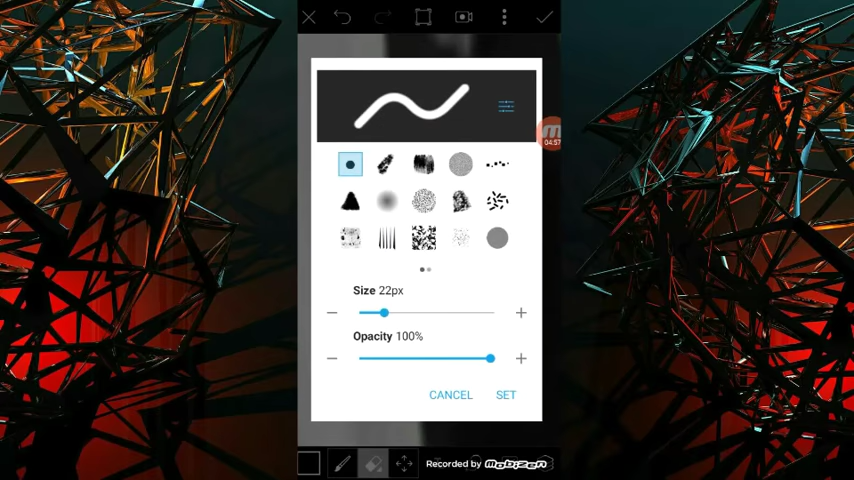 04:57
Size 22px
Opacity 100%
CANCEL SET
Recorded by mobizen